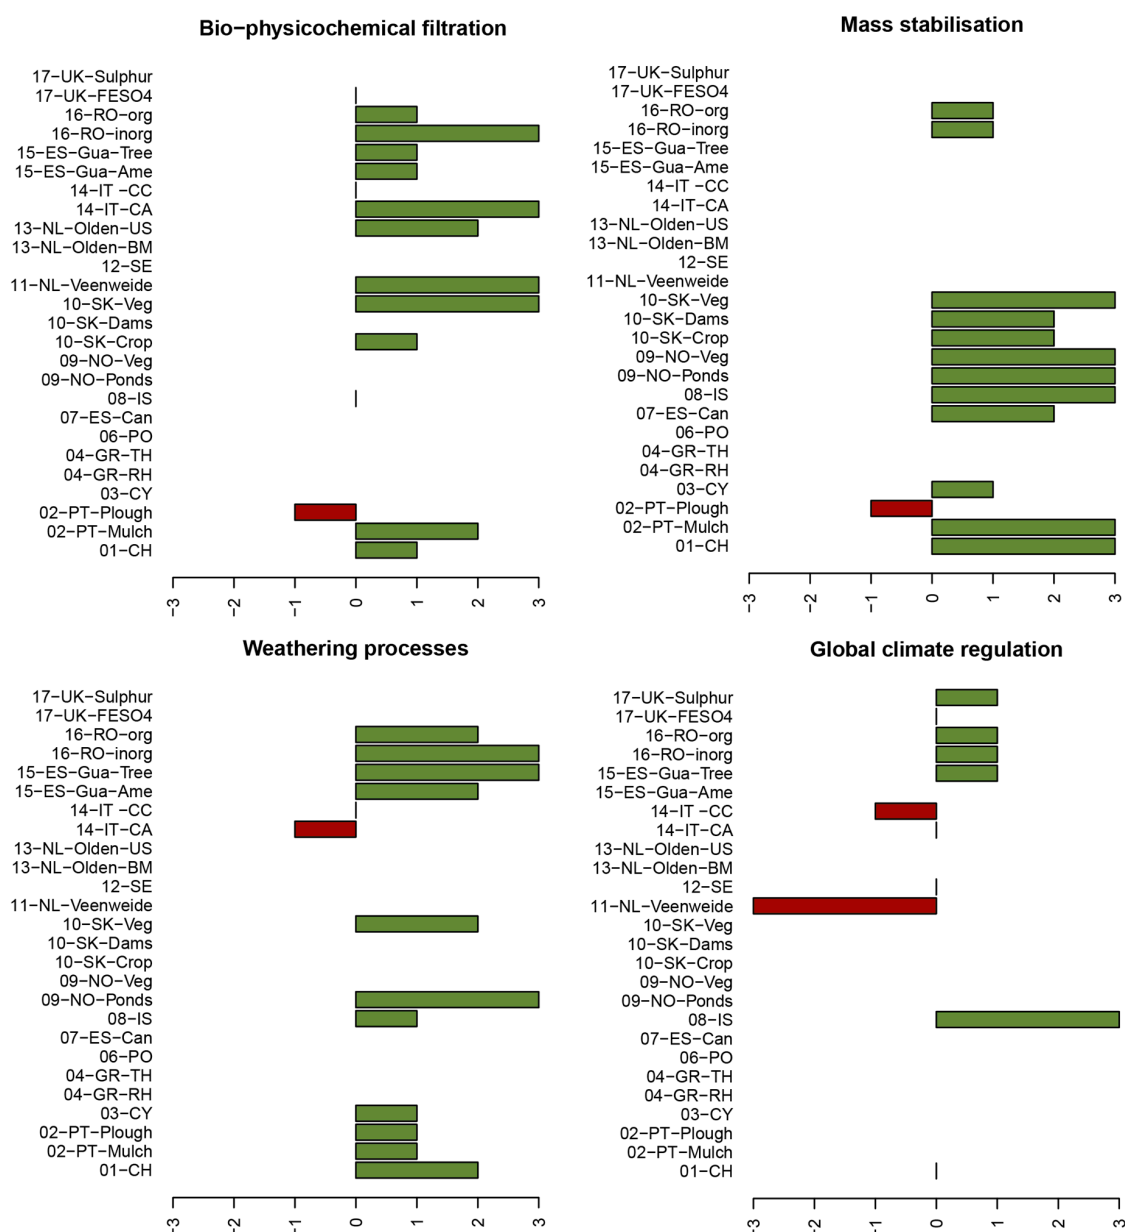 Bio−physicochemical filtration
17−UK−Sulphur
17−UK−FESO4
16−RO−org
16−RO−inorg
15−ES−Gua−Tree
15−ES−Gua−Ame
14−IT −CC
14−IT−CA
13−NL−Olden−US
13−NL−Olden−BM
12−SE
11−NL−Veenweide
10−SK−Veg
10−SK−Dams
10−SK−Crop
09−NO−Veg
09−NO−Ponds
08−IS
07−ES−Can
06−PO
04−GR−TH
04−GR−RH
03−CY
02−PT−Plough
02−PT−Mulch
01−CH
−3 −2 −1 0 1 2 3
Mass stabilisation
17−UK−Sulphur
17−UK−FESO4
16−RO−org
16−RO−inorg
15−ES−Gua−Tree
15−ES−Gua−Ame
14−IT −CC
14−IT−CA
13−NL−Olden−US
13−NL−Olden−BM
12−SE
11−NL−Veenweide
10−SK−Veg
10−SK−Dams
10−SK−Crop
09−NO−Veg
09−NO−Ponds
08−IS
07−ES−Can
06−PO
04−GR−TH
04−GR−RH
03−CY
02−PT−Plough
02−PT−Mulch
01−CH
−3 −2 −1 0 1 2 3
Weathering processes
17−UK−Sulphur
17−UK−FESO4
16−RO−org
16−RO−inorg
15−ES−Gua−Tree
15−ES−Gua−Ame
14−IT −CC
14−IT−CA
13−NL−Olden−US
13−NL−Olden−BM
12−SE
11−NL−Veenweide
10−SK−Veg
10−SK−Dams
10−SK−Crop
09−NO−Veg
09−NO−Ponds
08−IS
07−ES−Can
06−PO
04−GR−TH
04−GR−RH
03−CY
02−PT−Plough
02−PT−Mulch
01−CH
−3 −2 −1 0 1 2 3
Global climate regulation
17−UK−Sulphur
17−UK−FESO4
16−RO−org
16−RO−inorg
15−ES−Gua−Tree
15−ES−Gua−Ame
14−IT −CC
14−IT−CA
13−NL−Olden−US
13−NL−Olden−BM
12−SE
11−NL−Veenweide
10−SK−Veg
10−SK−Dams
10−SK−Crop
09−NO−Veg
09−NO−Ponds
08−IS
07−ES−Can
06−PO
04−GR−TH
04−GR−RH
03−CY
02−PT−Plough
02−PT−Mulch
01−CH
−3 −2 −1 0 1 2 3